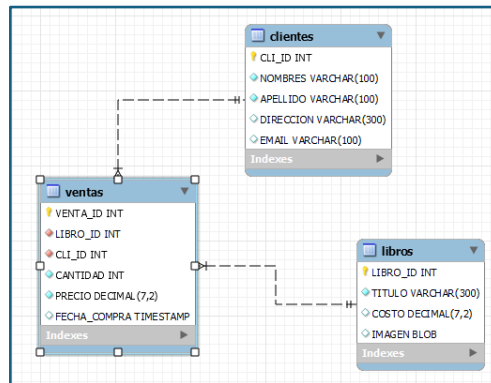 clientes
CLI_ID INT
NOMBRES VARCHAR(100)
APELLIDO VARCHAR(100)
DIRECCION VARCHAR(300)
EMAIL VARCHAR(100)
Indexes
ventas
VENTA_ID INT
LIBRO_ID INT
CLI_ID INT
CANTIDAD INT
PRECIO DECIMAL(7,2)
FECHA_COMPRA TIMESTAMP
Indexes
libros
LIBRO_ID INT
TITULO VARCHAR(300)
COSTO DECIMAL(7,2)
IMAGEN BLOB
Indexes